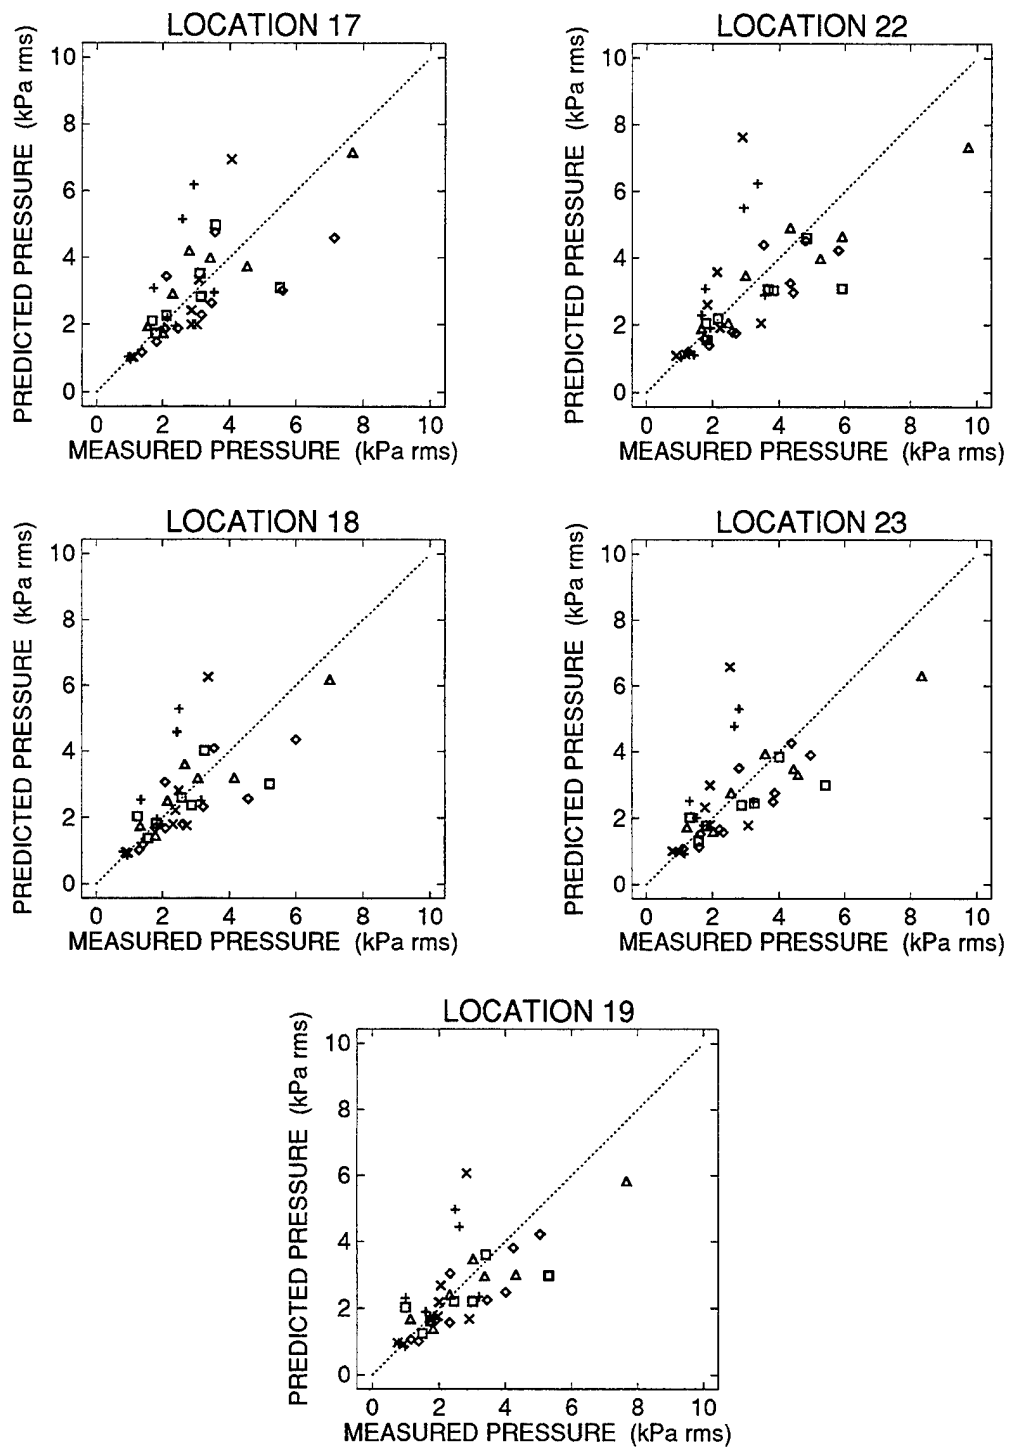 LOCATION 17
PREDICTED PRESSURE (kPa rms)
10
8
6
4
2
0
0 2 4 6 8 10
MEASURED PRESSURE (kPa rms)
LOCATION 22
PREDICTED PRESSURE (kPa rms)
10
8
6
4
2
0
0 2 4 6 8 10
MEASURED PRESSURE (kPa rms)
LOCATION 18
PREDICTED PRESSURE (kPa rms)
10
8
6
4
2
0
0 2 4 6 8 10
MEASURED PRESSURE (kPa rms)
LOCATION 23
PREDICTED PRESSURE (kPa rms)
10
8
6
4
2
0
0 2 4 6 8 10
MEASURED PRESSURE (kPa rms)
LOCATION 19
PREDICTED PRESSURE (kPa rms)
10
8
6
4
2
0
0 2 4 6 8 10
MEASURED PRESSURE (kPa rms)